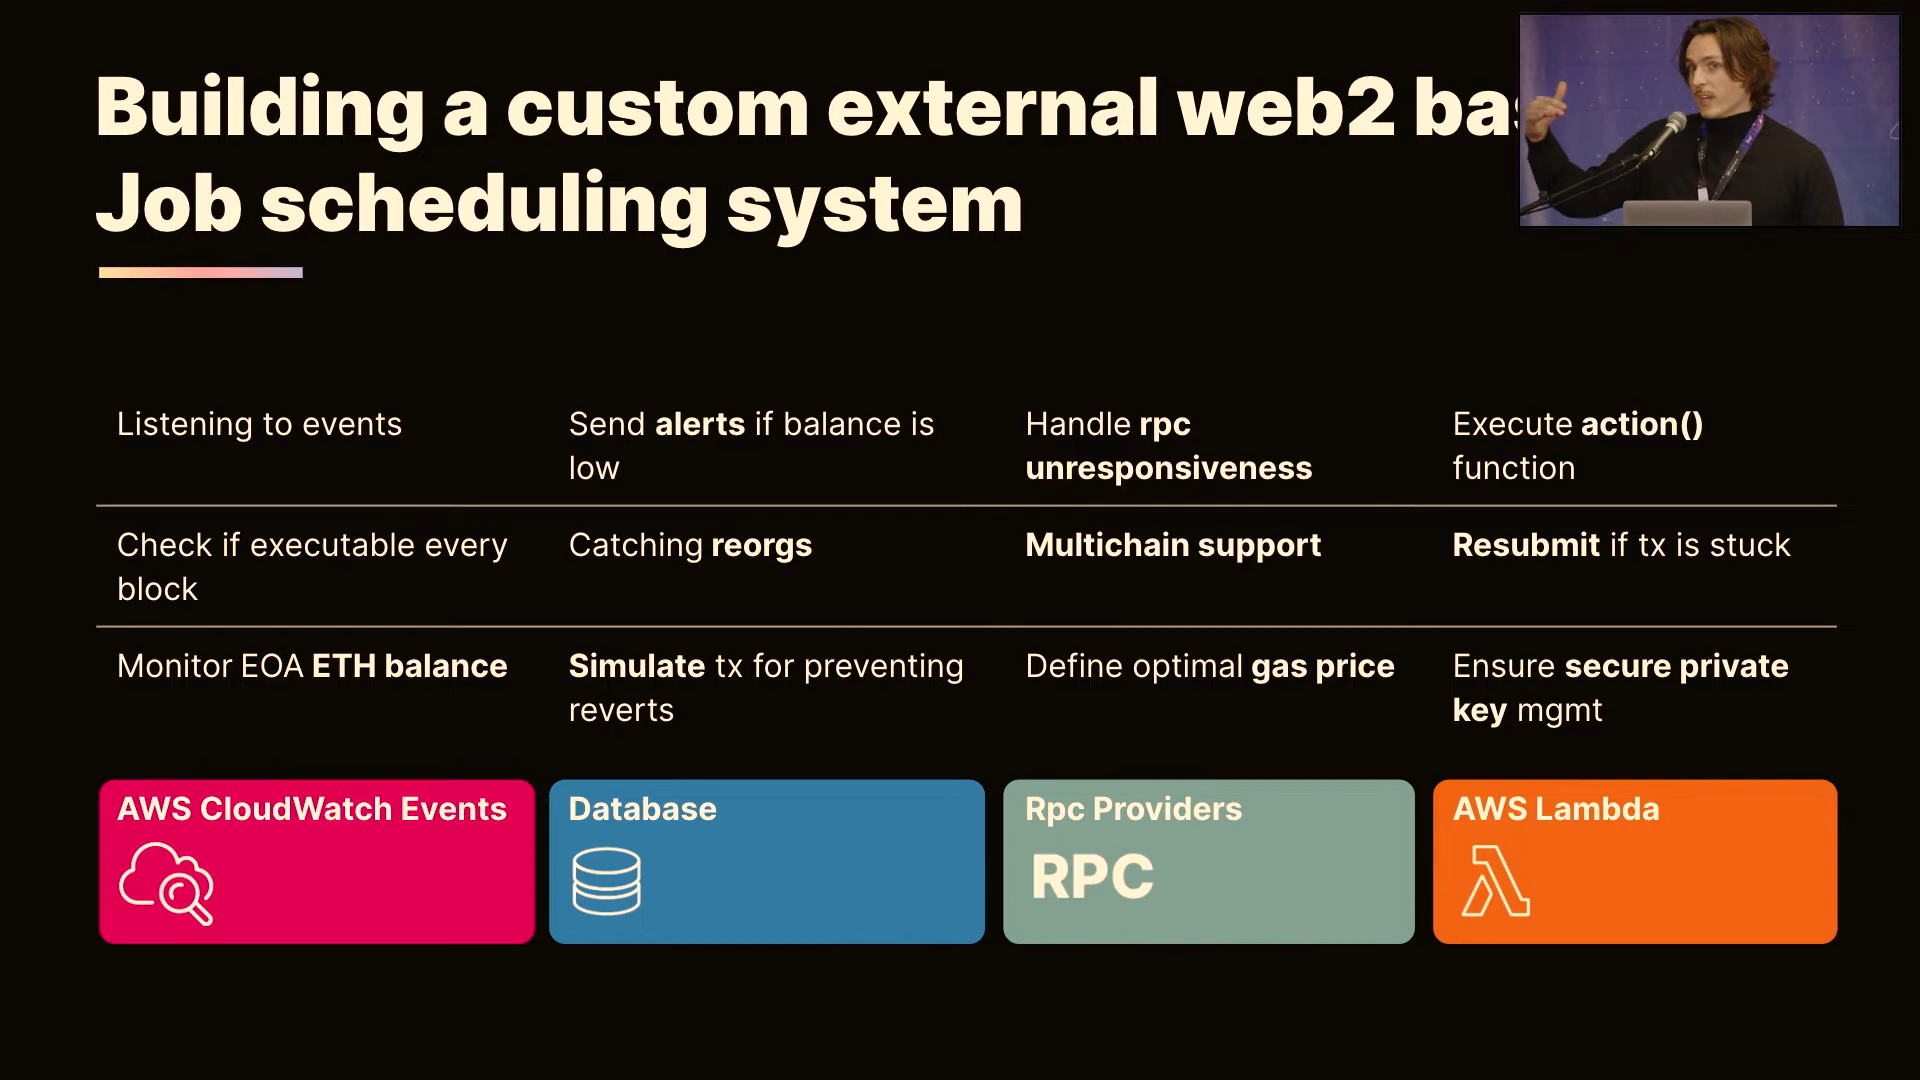 Building a custom external web2
Job scheduling system
Listening to events
Send alerts if balance is
low
Handle rpc
unresponsiveness
Execute action()
function
Check if executable every
block
Catching reorgs
Multichain support
Resubmit if tx is stuck
Monitor EOA ETH balance
Simulate tx for preventing
reverts
Define optimal gas price
Ensure secure private
key mgmt
AWS CloudWatch Events
Database
Rpc Providers
RPC
AWS Lambda